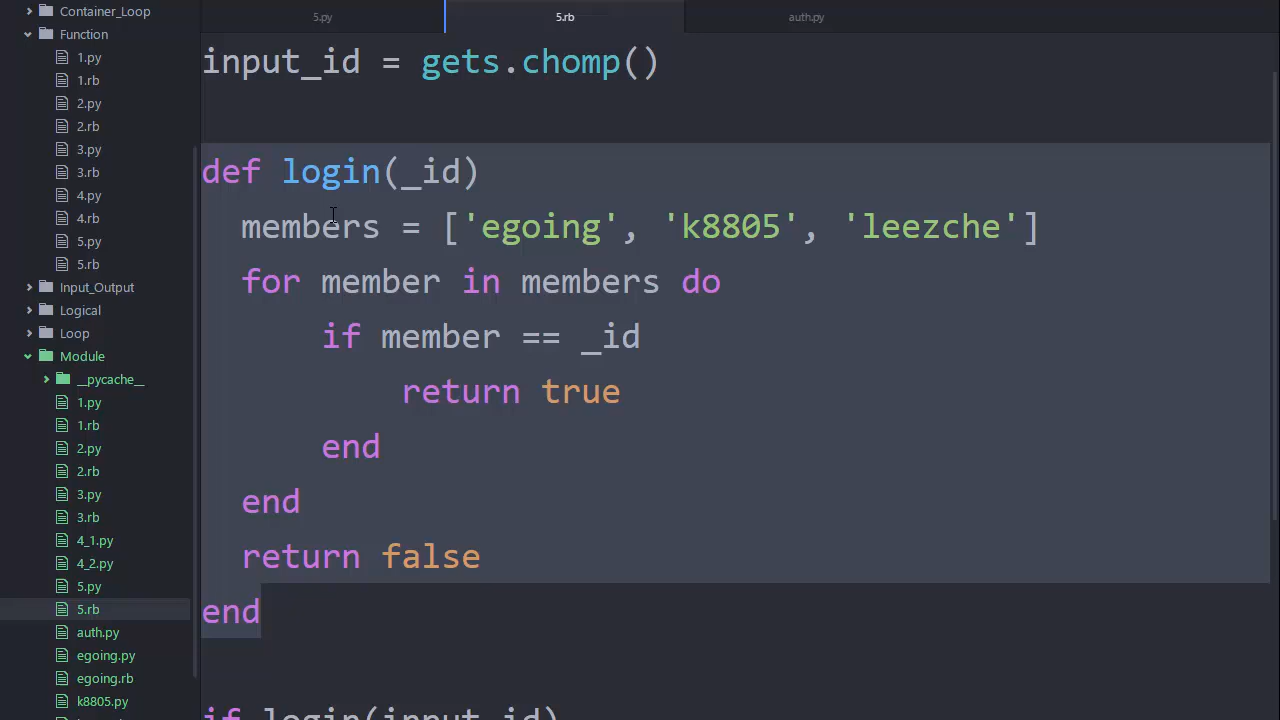 5.py
5.rb
auth.py
Container_Loop
Function
1.py
1.rb
2.py
2.rb
3.py
3.rb
4.py
4.rb
5.py
5.rb
Input_Output
Logical
Loop
Module
__pycache__
1.py
1.rb
2.py
2.rb
3.py
3.rb
4_1.py
4_2.py
5.py
5.rb
auth.py
egoing.py
egoing.rb
k8805.py
input_id = gets.chomp()
def login(_id)
members = ['egoing', 'k8805', 'leezche']
for member in members do
if member == _id
return true
end
end
return false
end
if login(input_id)